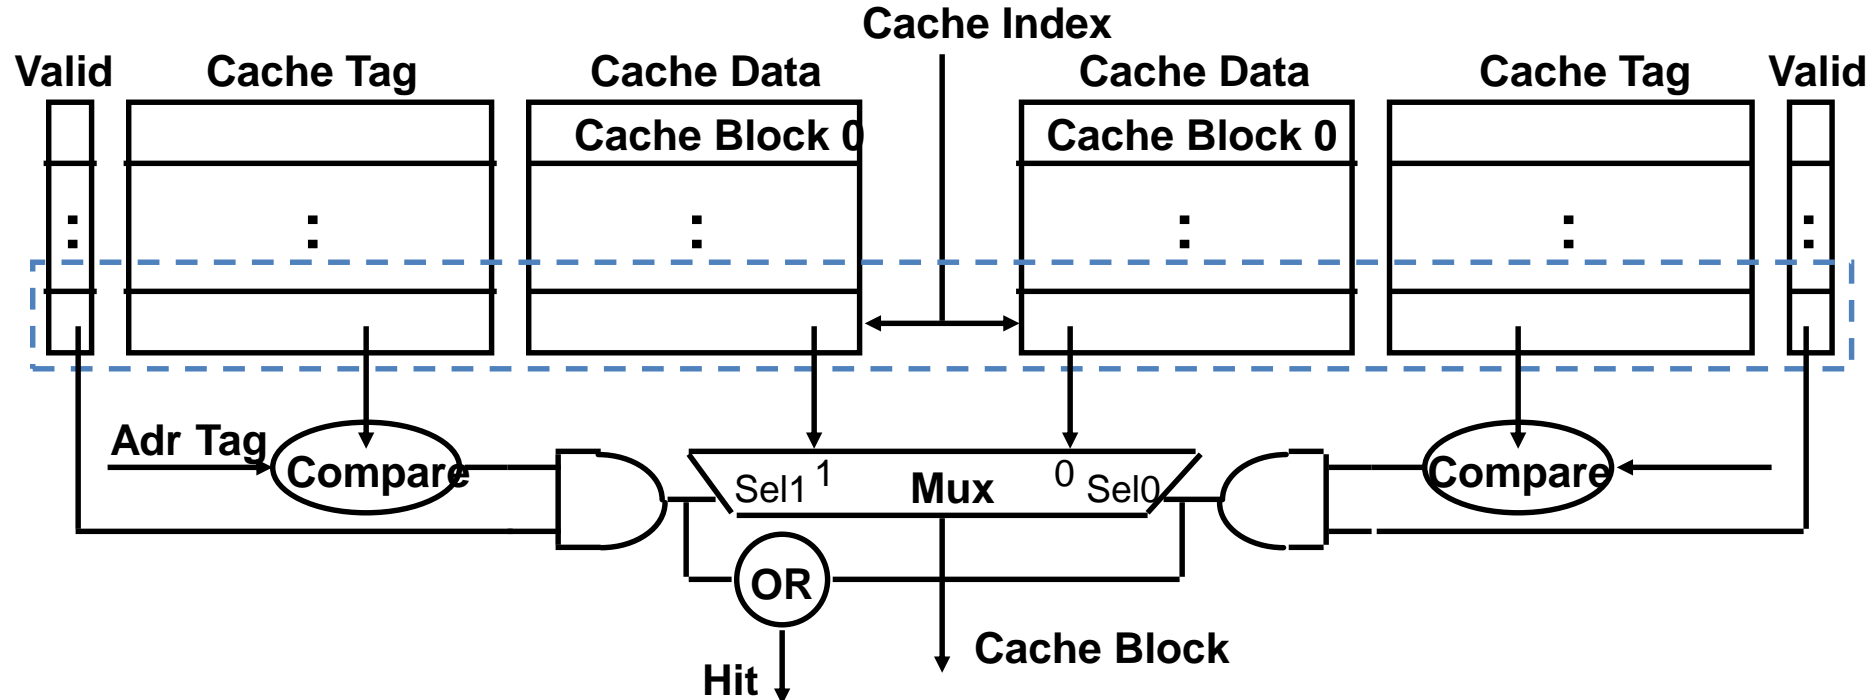 Cache Index
Valid Cache Tag Cache Data Cache Data Cache Tag Valid
Cache Block 0 Cache Block 0
: : : : : :
Adr Tag
Compare Sel1 1 Mux 0 Sel0 Compare
OR
Cache Block
Hit